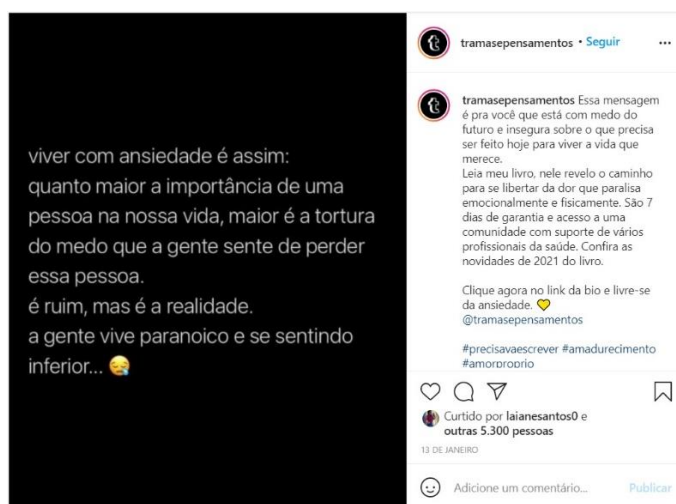 viver com ansiedade é assim:
quanto maior a importância de uma
pessoa na nossa vida, maior é a tortura
do medo que a gente sente de perder
essa pessoa.
é ruim, mas é a realidade.
a gente vive paranoico e se sentindo
inferior... 😪
tramasepensamentos • Seguir
tramasepensamentos Essa mensagem
é pra você que está com medo do
futuro e insegura sobre o que precisa
ser feito hoje para viver a vida que
merece.
Leia meu livro, nele revelo o caminho
para se libertar da dor que paralisa
emocionalmente e fisicamente. São 7
dias de garantia e acesso a uma
comunidade com suporte de vários
profissionais da saúde. Confira as
novidades de 2021 do livro.
Clique agora no link da bio e livre-se
da ansiedade. 💛
@tramasepensamentos
#precisavaescrever #amadurecimento
#amorproprio
Curtido por laianesantos0 e
outras 5.300 pessoas
13 DE JANEIRO
Adicione um comentário... Publicar